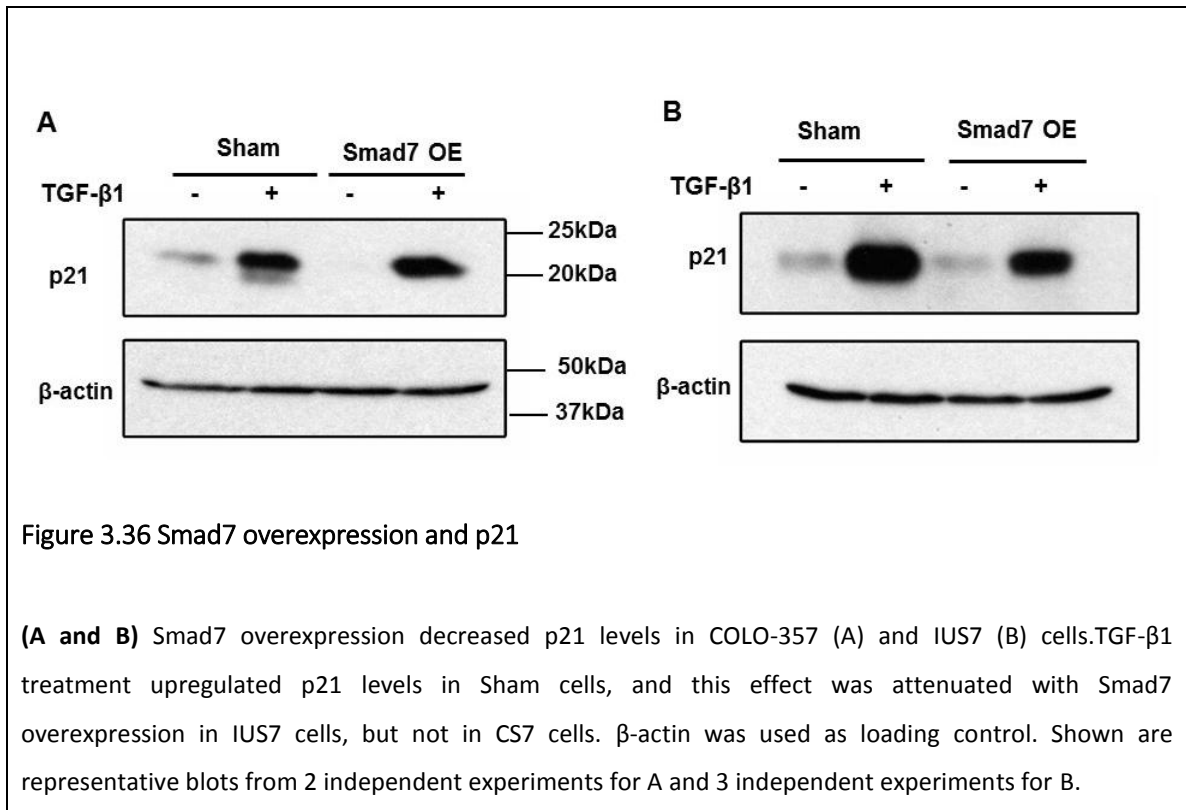 A
Sham Smad7 OE
TGF-β1 - + - +
p21
25kDa
20kDa
β-actin
50kDa
37kDa
B
Sham Smad7 OE
TGF-β1 - + - +
p21
β-actin
Figure 3.36 Smad7 overexpression and p21
(A and B) Smad7 overexpression decreased p21 levels in COLO-357 (A) and IUS7 (B) cells.TGF-β1
treatment upregulated p21 levels in Sham cells, and this effect was attenuated with Smad7
overexpression in IUS7 cells, but not in CS7 cells. β-actin was used as loading control. Shown are
representative blots from 2 independent experiments for A and 3 independent experiments for B.